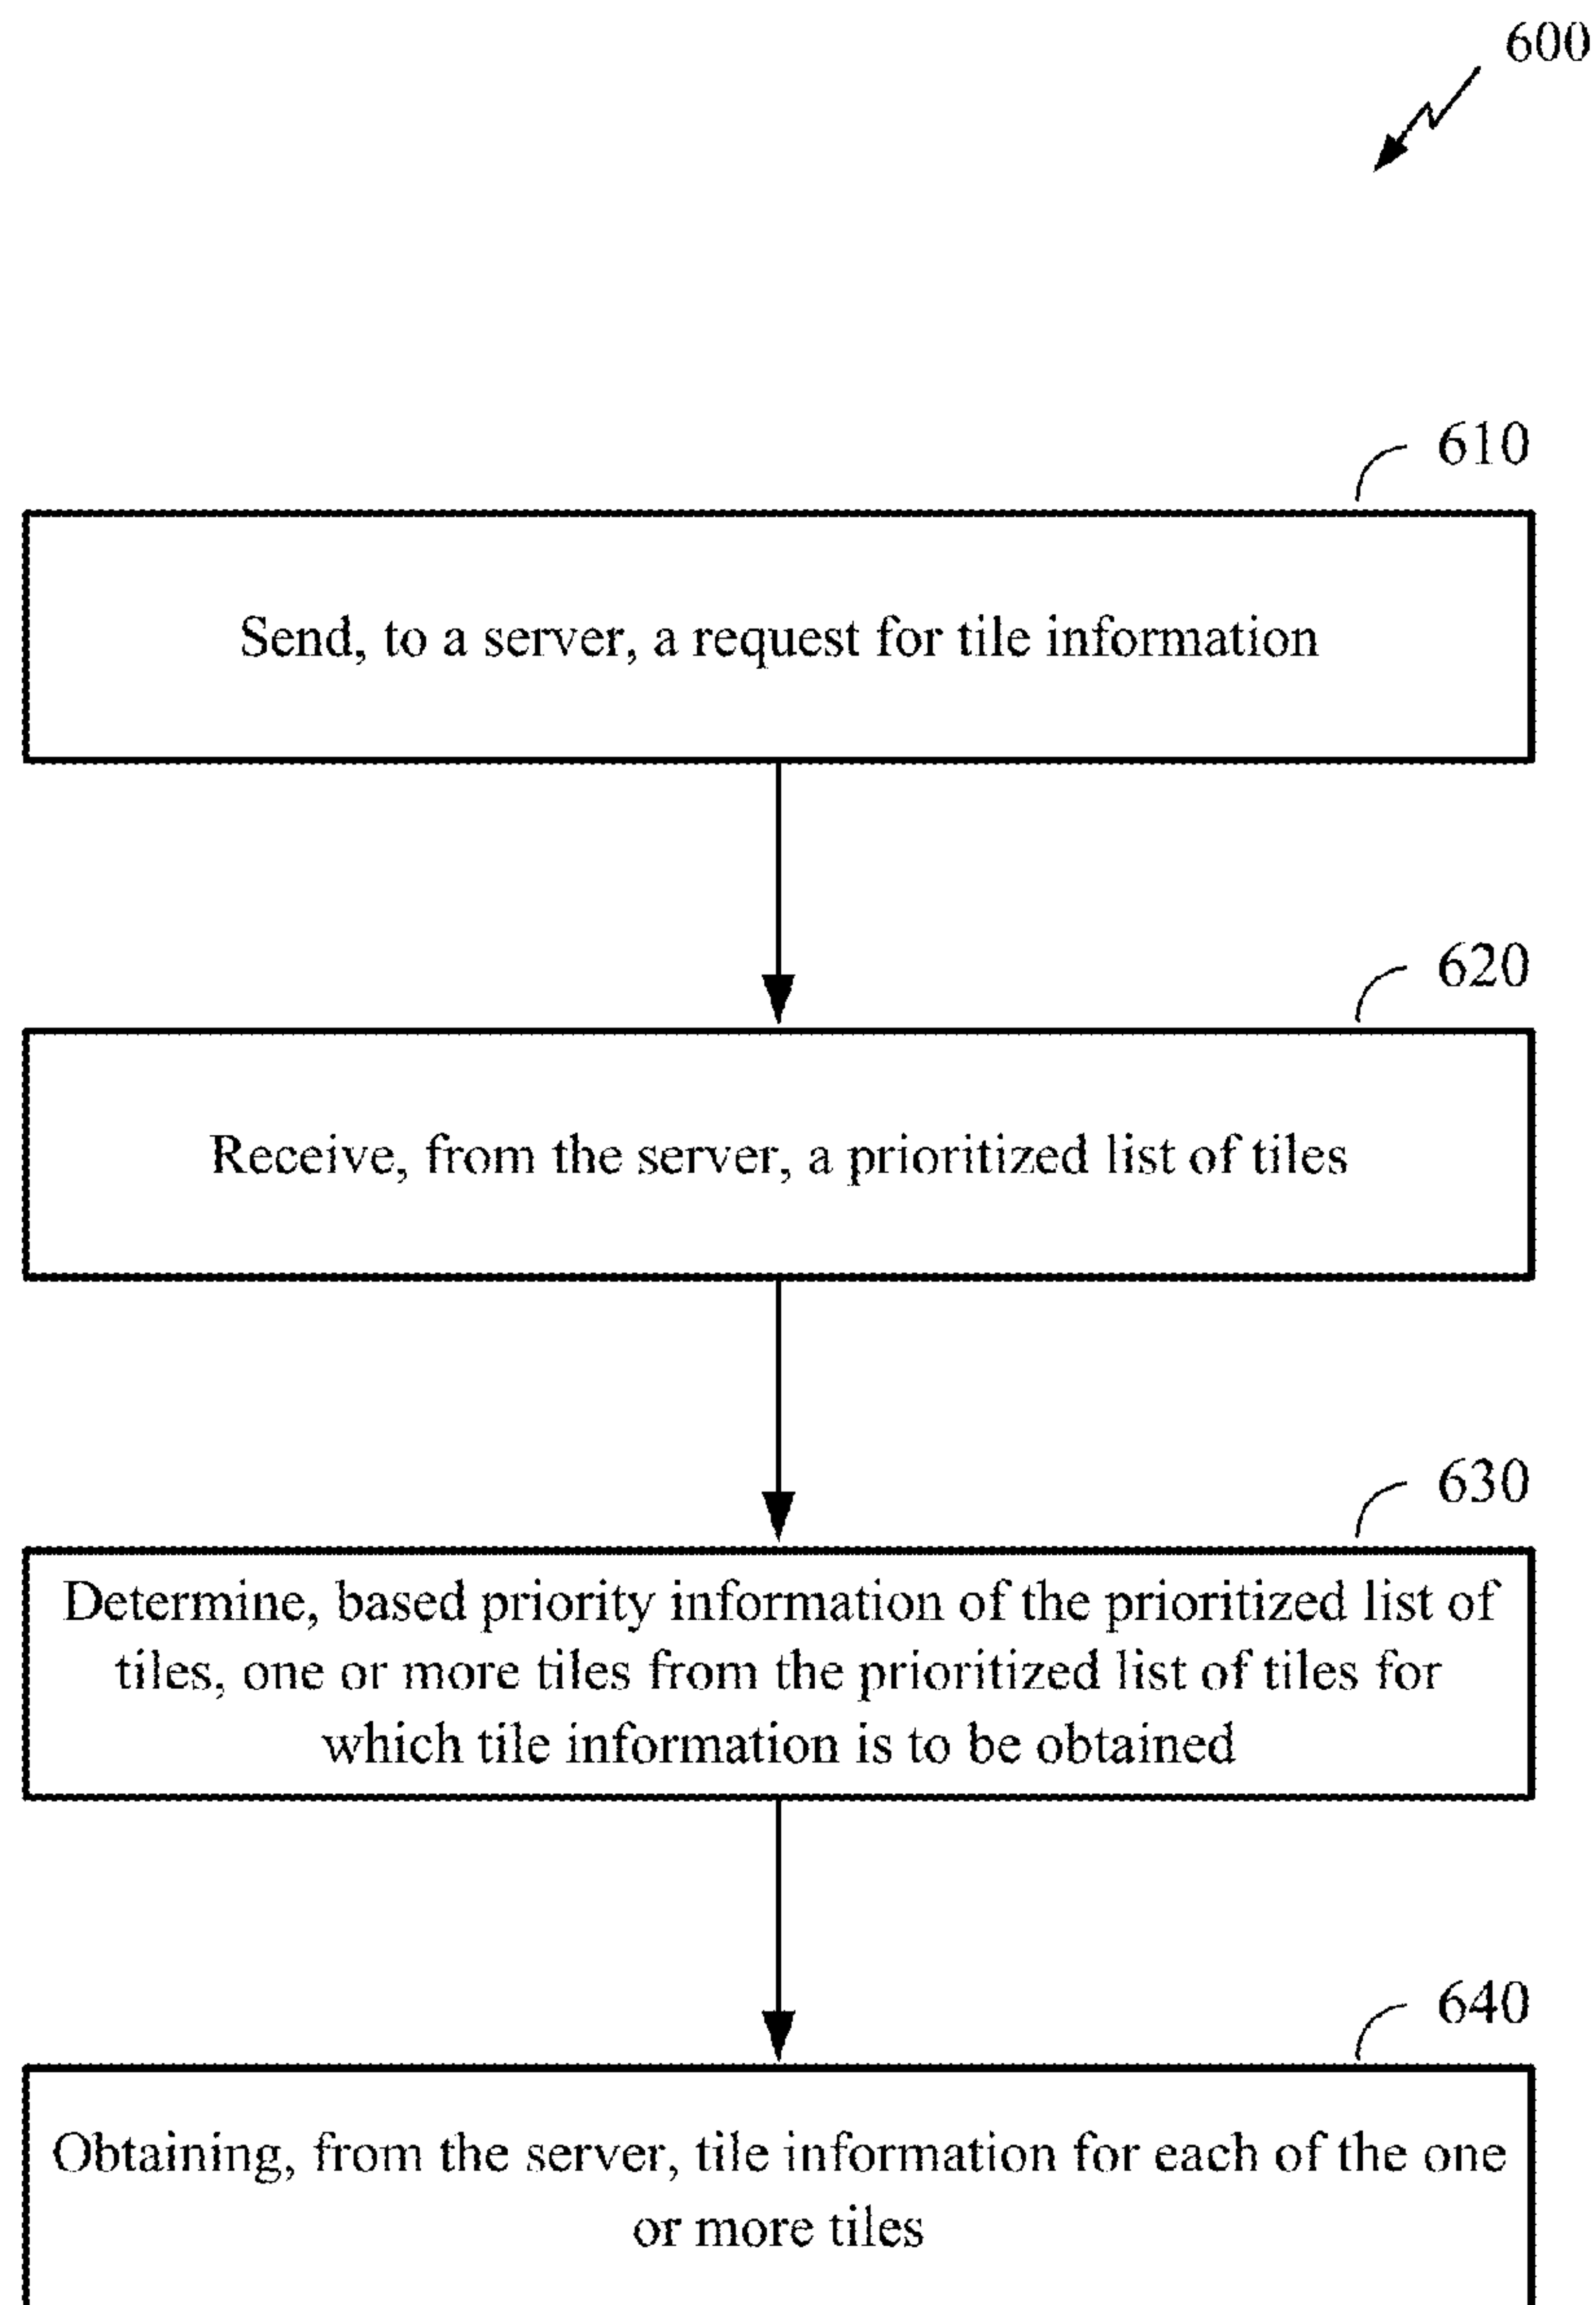 600
610
Send, to a server, a request for tile information
620
Receive, from the server, a prioritized list of tiles
630
Determine, based priority information of the prioritized list of
tiles, one or more tiles from the prioritized list of tiles for
which tile information is to be obtained
640
Obtaining, from the server, tile information for each of the one
or more tiles